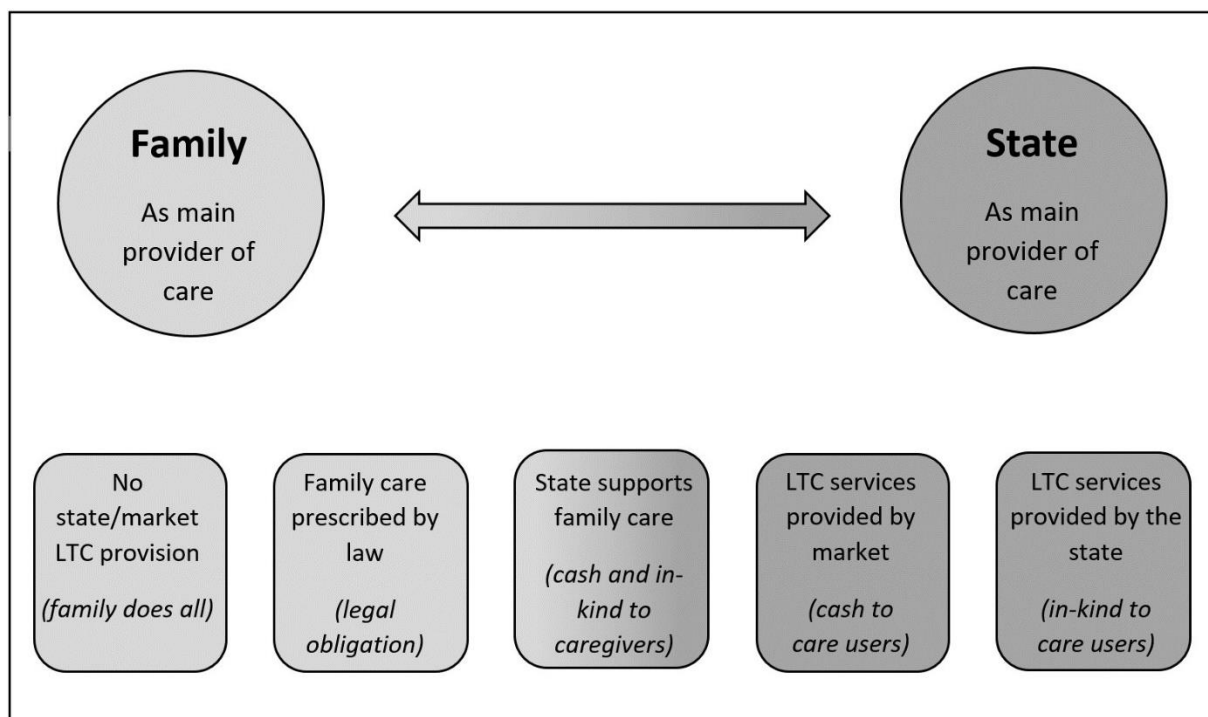 Family
As main
provider of
care
State
As main
provider of
care
No
state/market
LTC provision
(family does all)
Family care
prescribed by
law
(legal
obligation)
State supports
family care
(cash and in-
kind to
caregivers)
LTC services
provided by
market
(cash to
care users)
LTC services
provided by the
state
(in-kind to
care users)